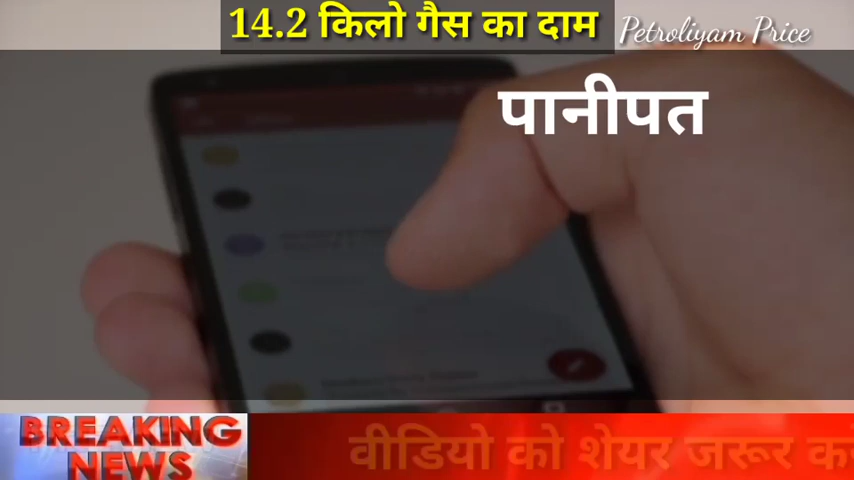 14.2 किलो गैस का दाम
Petroliyam Price
पानीपत
BREAKING
NEWS
वीडियो को शेयर जरूर